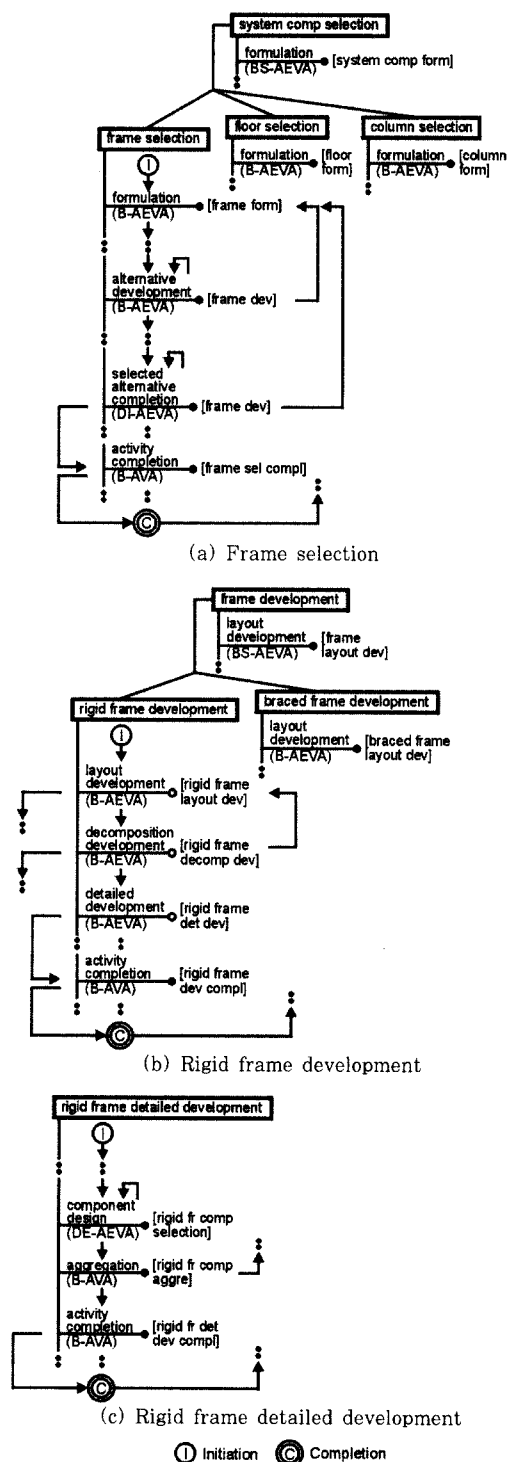 system comp selection
formulation
(BS-AEVA)
[system comp form]
frame selection
floor selection
column selection
formulation
(B-AEVA)
[floor
form]
formulation
(B-AEVA)
[column
form]
I
formulation
(B-AEVA)
[frame form]
alternative
development
(B-AEVA)
[frame dev]
selected
alternative
completion
(DI-AEVA)
[frame dev]
activity
completion
(B-AVA)
[frame sel compl]
C
(a) Frame selection
frame development
layout
development
(BS-AEVA)
[frame
layout dev]
rigid frame development
braced frame development
layout
development
(B-AEVA)
[braced frame
layout dev]
I
layout
development
(B-AEVA)
[rigid frame
layout dev]
decomposition
development
(B-AEVA)
[rigid frame
decomp dev]
detailed
development
(B-AEVA)
[rigid frame
det dev]
activity
completion
(B-AVA)
[rigid frame
dev compl]
C
(b) Rigid frame development
rigid frame detailed development
I
component
design
(DE-AEVA)
[rigid fr comp
selection]
aggregation
(B-AVA)
[rigid fr comp
aggre]
activity
completion
(B-AVA)
[rigid fr det
dev compl]
C
(c) Rigid frame detailed development
I Initiation C Completion